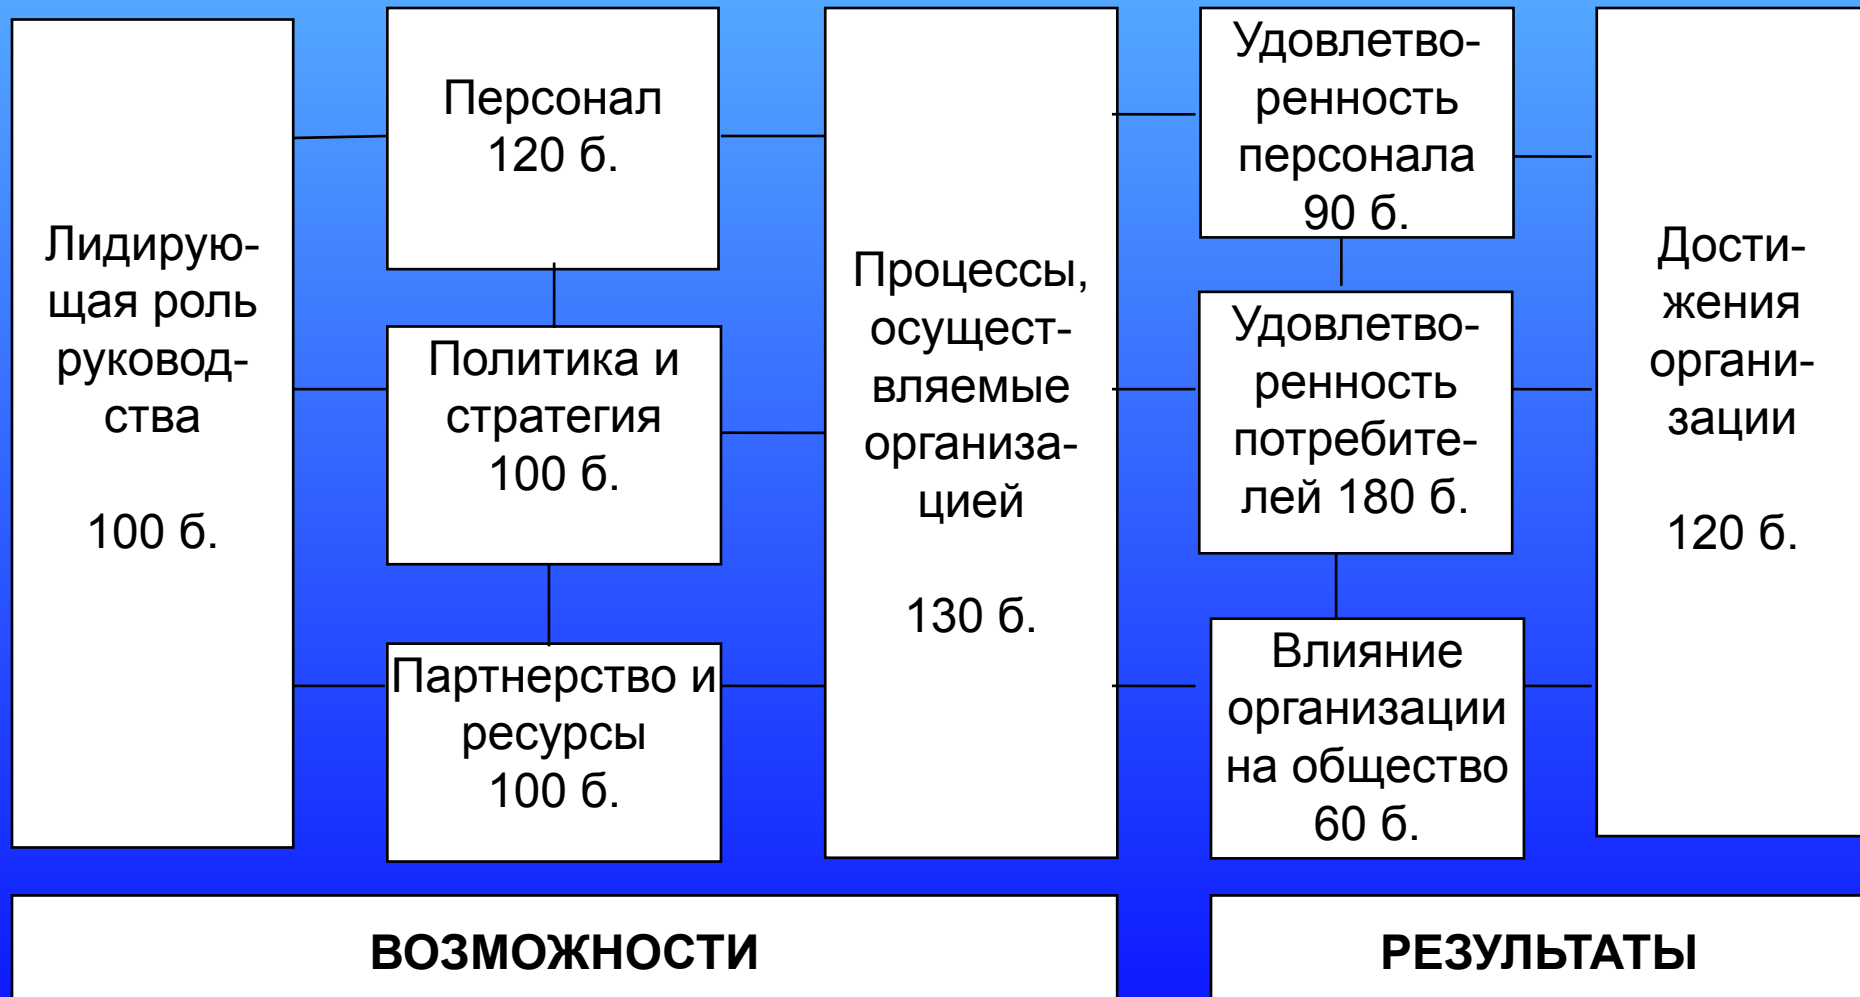 Лидирую-
щая роль
руковод-
ства
100 б.
Персонал
120 б.
Политика и
стратегия
100 б.
Партнерство и
ресурсы
100 б.
Процессы,
осущест-
вляемые
организа-
цией
130 б.
Удовлетво-
ренность
персонала
90 б.
Удовлетво-
ренность
потребите-
лей 180 б.
Влияние
организации
на общество
60 б.
Дости-
жения
органи-
зации
120 б.
ВОЗМОЖНОСТИ
РЕЗУЛЬТАТЫ